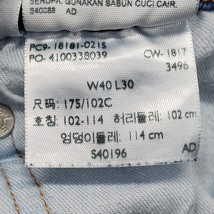 SERUPA, GUNAKAN SABUN CUCI CAIR.
540088 AD
PC9-18181-0215
PO-4100338039
CW-1817
3496
W40 L30
尺码: 175/102C
호칭: 102-114 허리둘레: 102 cm
엉덩이둘레: 114 cm
S40196 AD